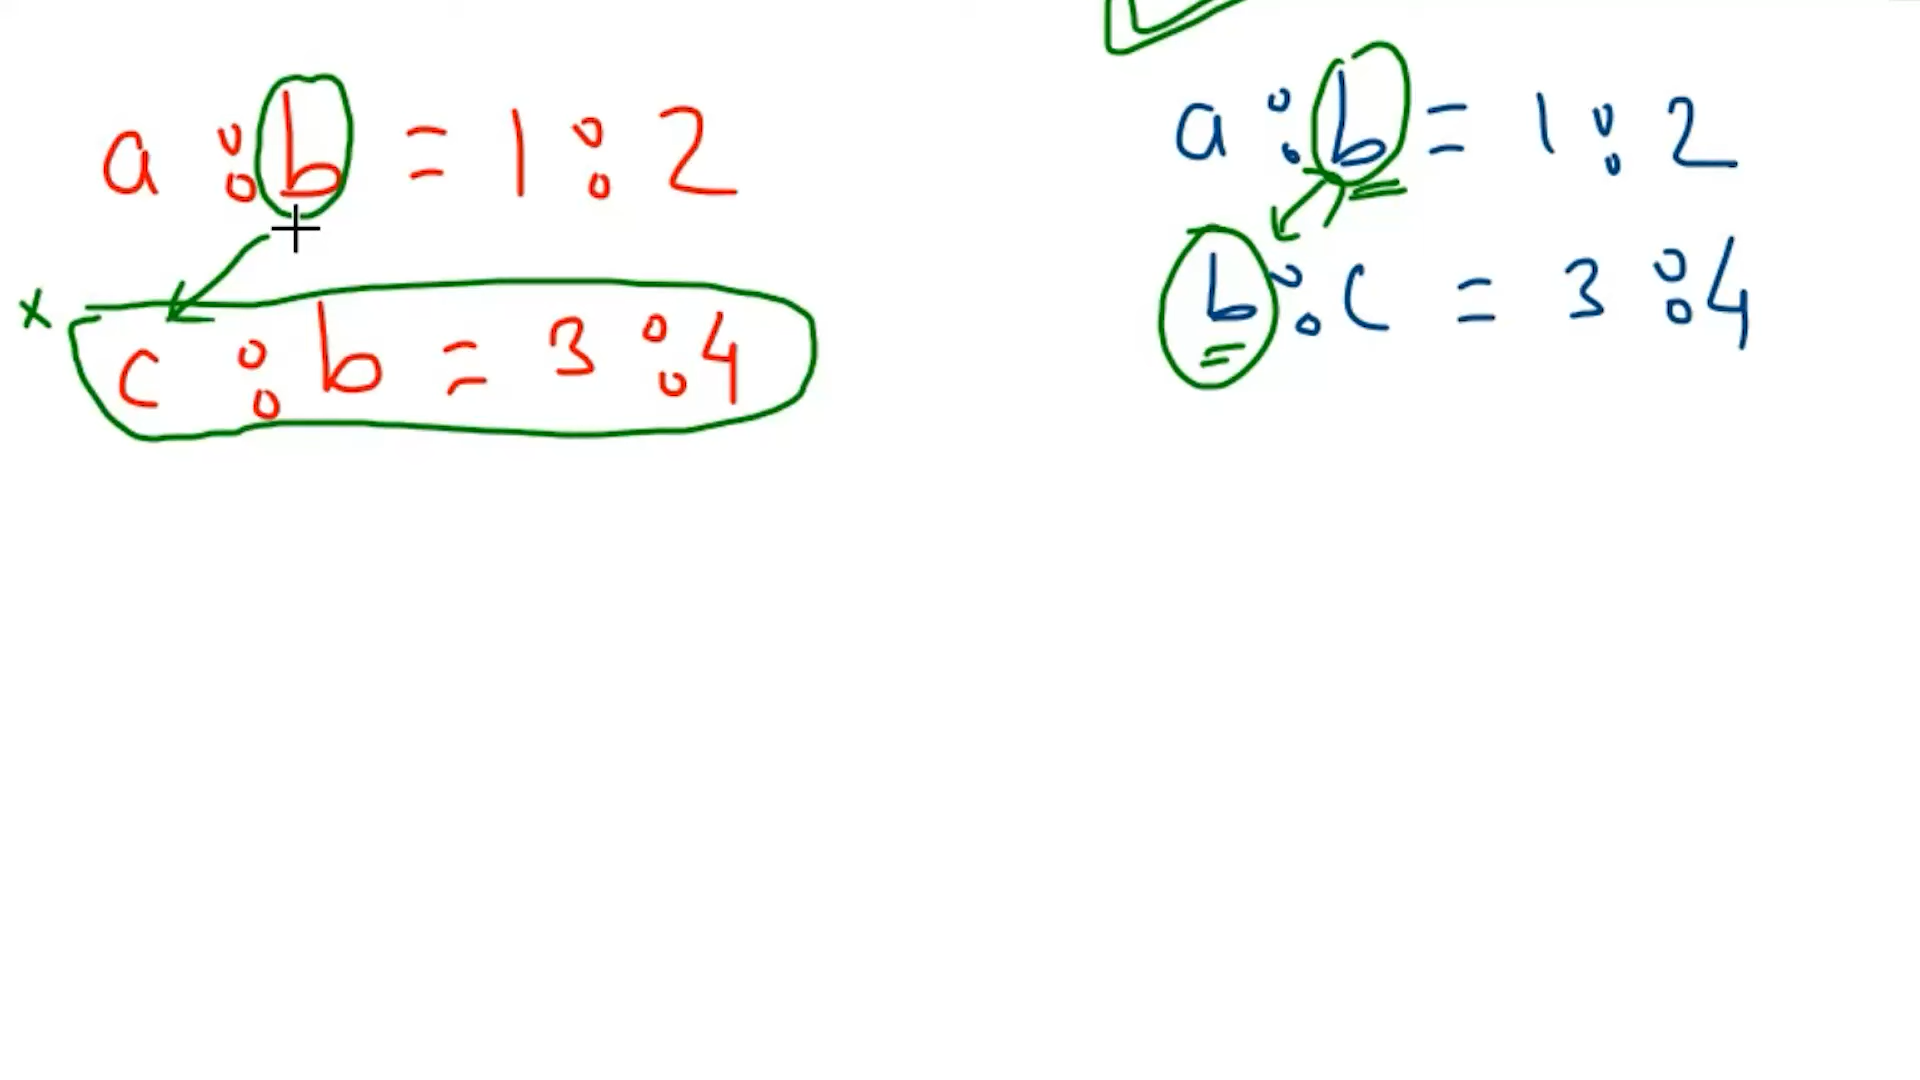 a : b = 1 : 2
x c : b = 3 : 4
a : b = 1 : 2
b : c = 3 : 4